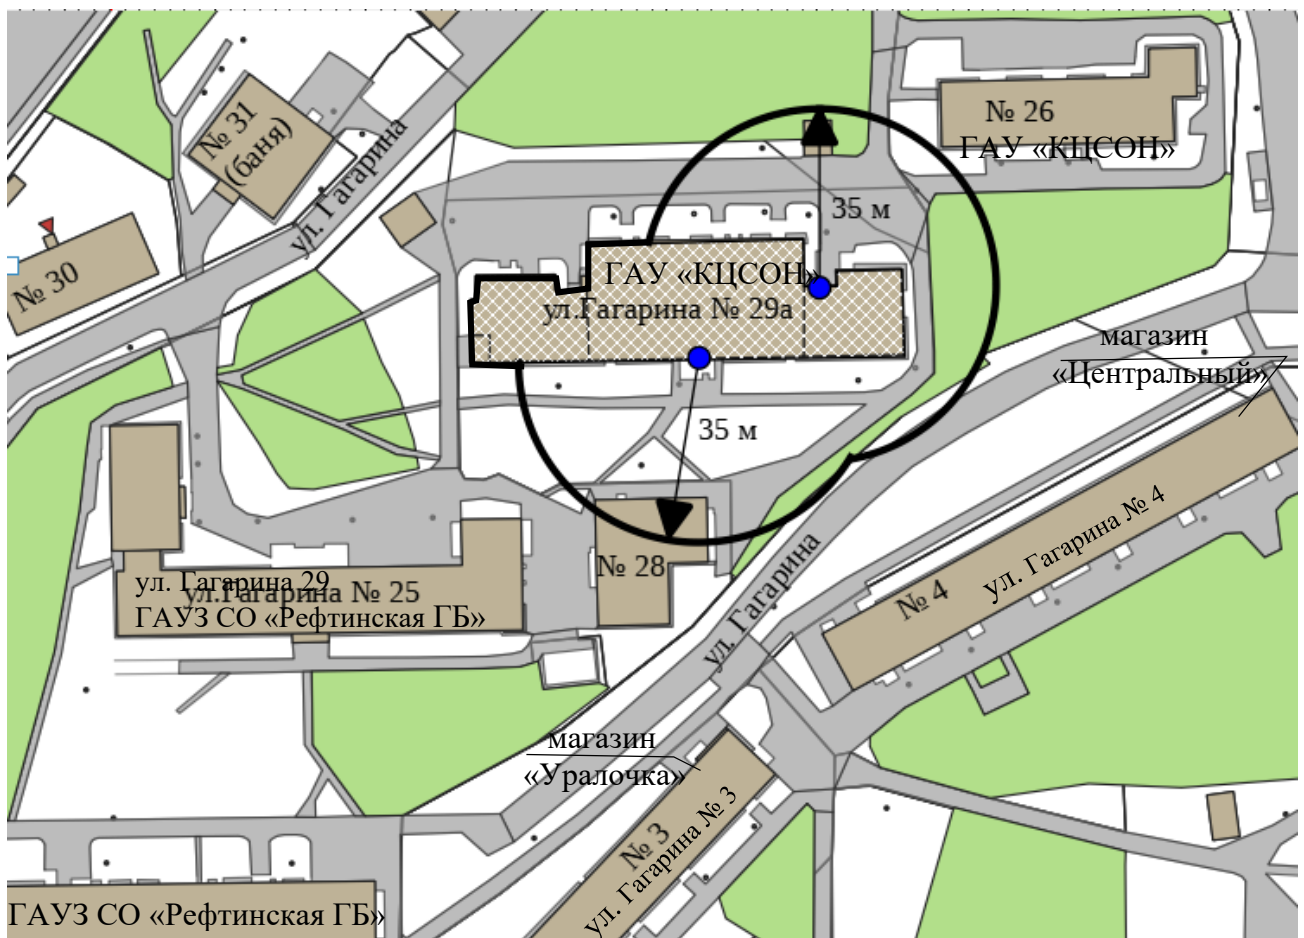 № 31
(баня)
ул. Гагарина
№ 26
ГАУ «КЦСОН»
35 м
№ 30
ГАУ «КЦСОН»
ул.Гагарина № 29а
магазин
«Центральный»
35 м
ул. Гагарина № 4
№ 4
№ 28
ул. Гагарина 29
ул.Гагарина № 25
ГАУЗ СО «Рефтинская ГБ»
ул. Гагарина
магазин
«Уралочка»
№ 3
ул. Гагарина № 3
ГАУЗ СО «Рефтинская ГБ»